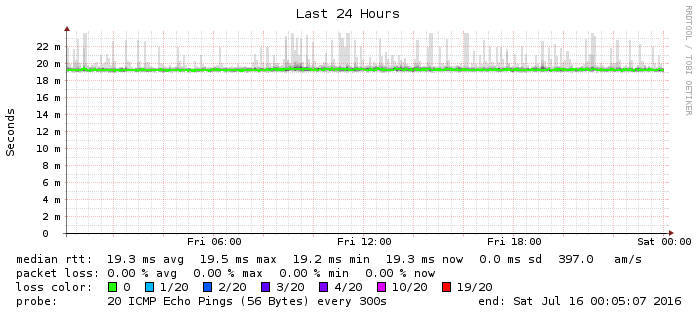 Last 24 Hours
RRDTOOL / TOBI OETIKER
Seconds
22 m
20 m
18 m
16 m
14 m
12 m
10 m
8 m
6 m
4 m
2 m
0
Fri 06:00 Fri 12:00 Fri 18:00 Sat 00:00
median rtt: 19.3 ms avg 19.5 ms max 19.2 ms min 19.3 ms now 0.0 ms sd 397.0 am/s
packet loss: 0.00 % avg 0.00 % max 0.00 % min 0.00 % now
loss color: 0 1/20 2/20 3/20 4/20 10/20 19/20
probe: 20 ICMP Echo Pings (56 Bytes) every 300s end: Sat Jul 16 00:05:07 2016